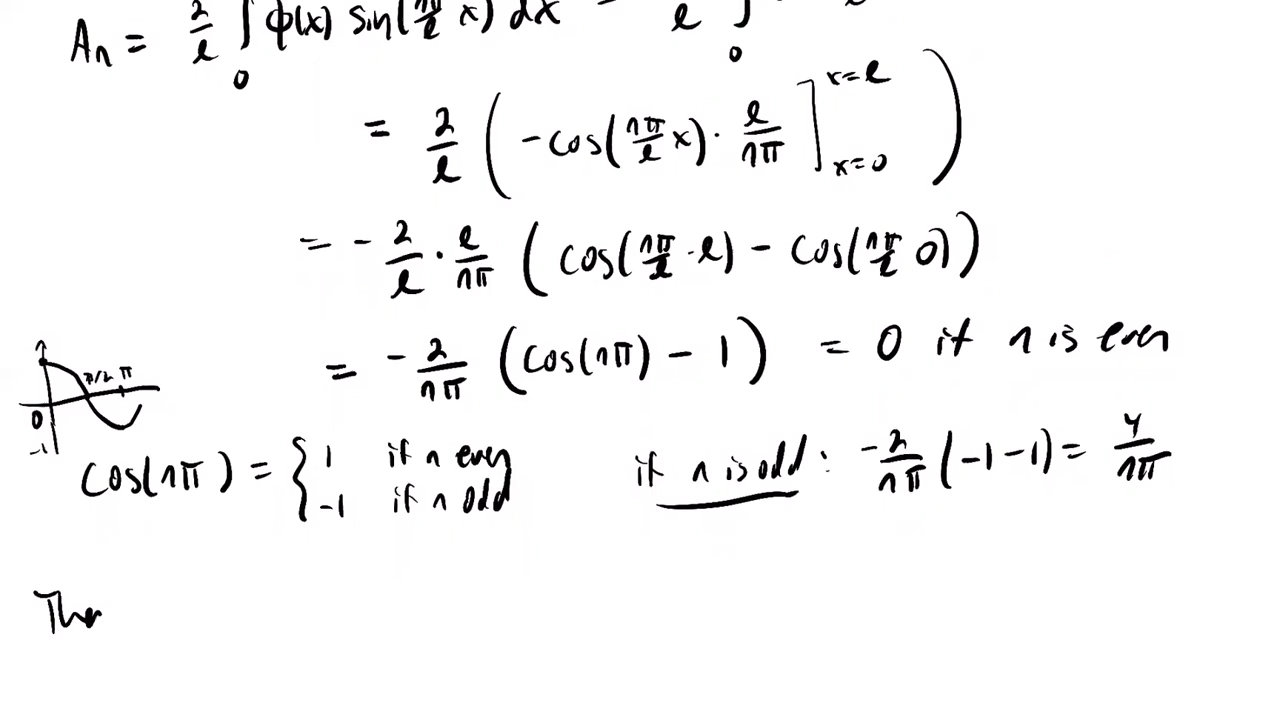 Aₙ = 2/ℓ ∫₀ φ(x) sin(nπ/ℓ x) dx = ℓ ∫₀
= 2/ℓ ( -cos(nπ/ℓ x) · ℓ/nπ ]ₓ₌₀ˣ⁼ℓ )
= - 2/ℓ · ℓ/nπ ( cos(nπ/ℓ · ℓ) - cos(nπ/ℓ 0) )
= -2/nπ ( cos(nπ) - 1 ) = 0 if n is even
π/2 π
0
-1
cos(nπ) = { 1 if n even
-1 if n odd
if n is odd : -2/nπ (-1-1) = 4/nπ
The